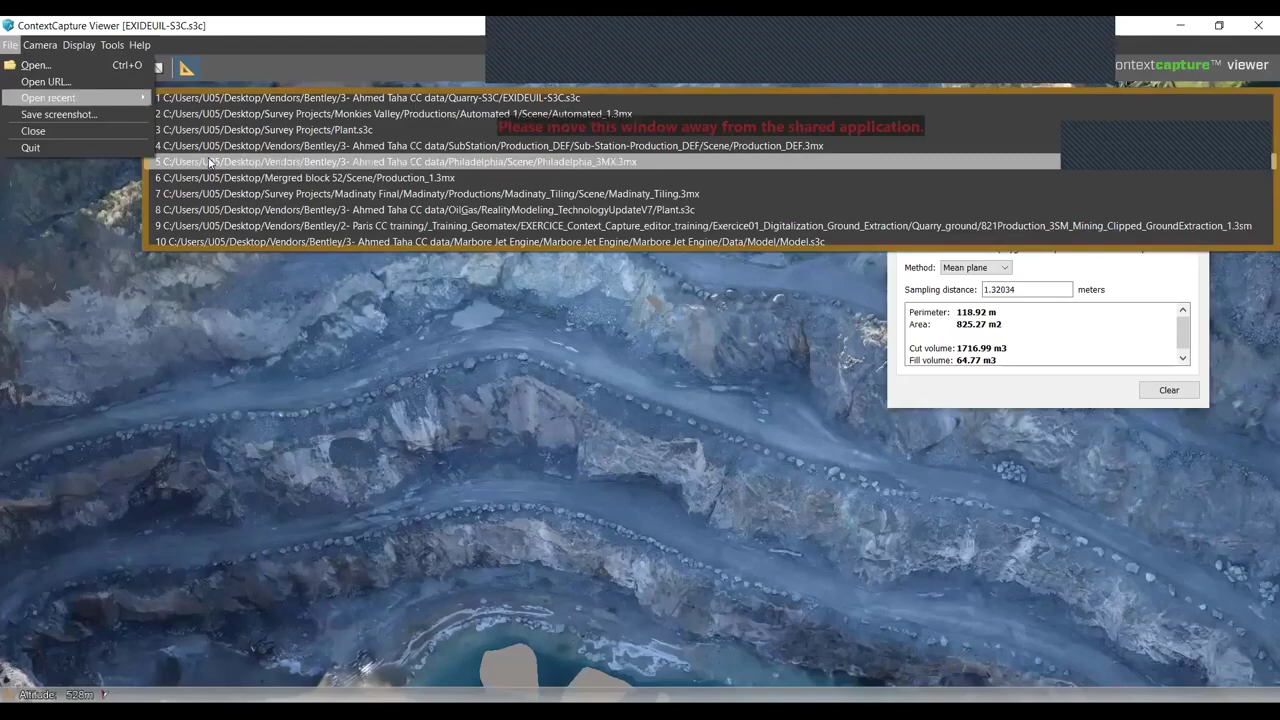 ContextCapture Viewer [EXIDEUIL-S3C.s3c]
File Camera Display Tools Help
ontextcapture™ viewer
Open... Ctrl+O
Open URL...
Open recent
Save screenshot...
Close
Quit
1 C:/Users/U05/Desktop/Vendors/Bentley/3- Ahmed Taha CC data/Quarry-S3C/EXIDEUIL-S3C.s3c
2 C:/Users/U05/Desktop/Survey Projects/Monkies Valley/Productions/Automated_1/Scene/Automated_1.3mx
Please move this window away from the shared application.
3 C:/Users/U05/Desktop/Survey Projects/Plant.s3c
4 C:/Users/U05/Desktop/Vendors/Bentley/3- Ahmed Taha CC data/SubStation/Production_DEF/Sub-Station-Production_DEF/Scene/Production_DEF.3mx
5 C:/Users/U05/Desktop/Vendors/Bentley/3- Ahmed Taha CC data/Philadelphia/Scene/Philadelphia_3MX.3mx
6 C:/Users/U05/Desktop/Mergred block 52/Scene/Production_1.3mx
7 C:/Users/U05/Desktop/Survey Projects/Madinaty Final/Madinaty/Productions/Madinaty_Tiling/Scene/Madinaty_Tiling.3mx
8 C:/Users/U05/Desktop/Vendors/Bentley/3- Ahmed Taha CC data/OilGas/RealityModeling_TechnologyUpdateV7/Plant.s3c
9 C:/Users/U05/Desktop/Vendors/Bentley/2- Paris CC training/_Training_Geomatex/EXERCICE_Context_Capture_editor_training/Exercice01_Digitalization_Ground_Extraction/Quarry_ground/821Production_3SM_Mining_Clipped_GroundExtraction_1.3sm
10 C:/Users/U05/Desktop/Vendors/Bentley/3- Ahmed Taha CC data/Marbore Jet Engine/Marbore Jet Engine/Marbore Jet Engine/Data/Model/Model.s3c
Method: Mean plane
Sampling distance: 1.32034 meters
Perimeter: 118.92 m
Area: 825.27 m2
Cut volume: 1716.99 m3
Fill volume: 64.77 m3
Clear
Altitude: 528m